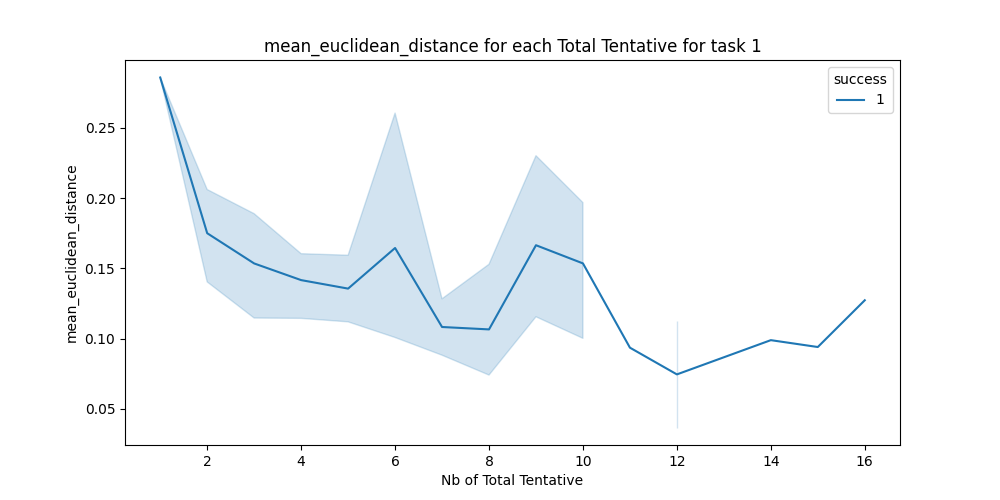 mean_euclidean_distance for each Total Tentative for task 1
success
1
0.25
0.20
0.15
0.10
0.05
mean_euclidean_distance
2 4 6 8 10 12 14 16
Nb of Total Tentative